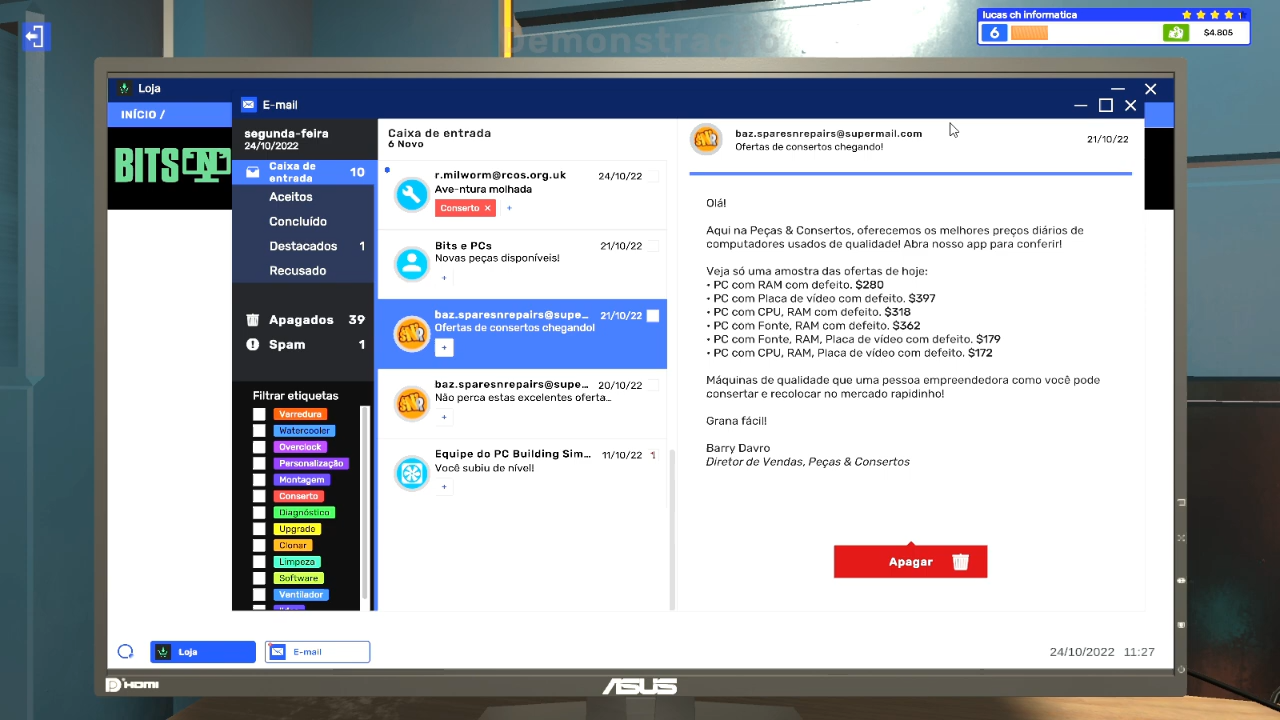 Demonstração
lucas ch informatica
6
$4.805
Loja
INÍCIO /
BITS
E-mail
segunda-feira
24/10/2022
Caixa de entrada 10
Aceitos
Concluído
Destacados 1
Recusado
Apagados 39
Spam 1
Filtrar etiquetas
Varredura
Watercooler
Overclock
Personalização
Montagem
Conserto
Diagnóstico
Upgrade
Clonar
Limpeza
Software
Ventilador
Caixa de entrada
6 Novo
r.milworm@rcos.org.uk 24/10/22
Ave-ntura molhada
Conserto × +
Bits e PCs 21/10/22
Novas peças disponíveis!
+
baz.sparesnrepairs@supe... 21/10/22
Ofertas de consertos chegando!
+
baz.sparesnrepairs@supe... 20/10/22
Não perca estas excelentes oferta...
+
Equipe do PC Building Sim... 11/10/22 1
Você subiu de nível!
+
baz.sparesnrepairs@supermail.com
Ofertas de consertos chegando!
21/10/22
Olá!
Aqui na Peças & Consertos, oferecemos os melhores preços diários de
computadores usados de qualidade! Abra nosso app para conferir!
Veja só uma amostra das ofertas de hoje:
• PC com RAM com defeito. $280
• PC com Placa de vídeo com defeito. $397
• PC com CPU, RAM com defeito. $318
• PC com Fonte, RAM com defeito. $362
• PC com Fonte, RAM, Placa de vídeo com defeito. $179
• PC com CPU, RAM, Placa de vídeo com defeito. $172
Máquinas de qualidade que uma pessoa empreendedora como você pode
consertar e recolocar no mercado rapidinho!
Grana fácil!
Barry Davro
Diretor de Vendas, Peças & Consertos
Apagar
Loja
E-mail
24/10/2022 11:27
HDMI
ASUS